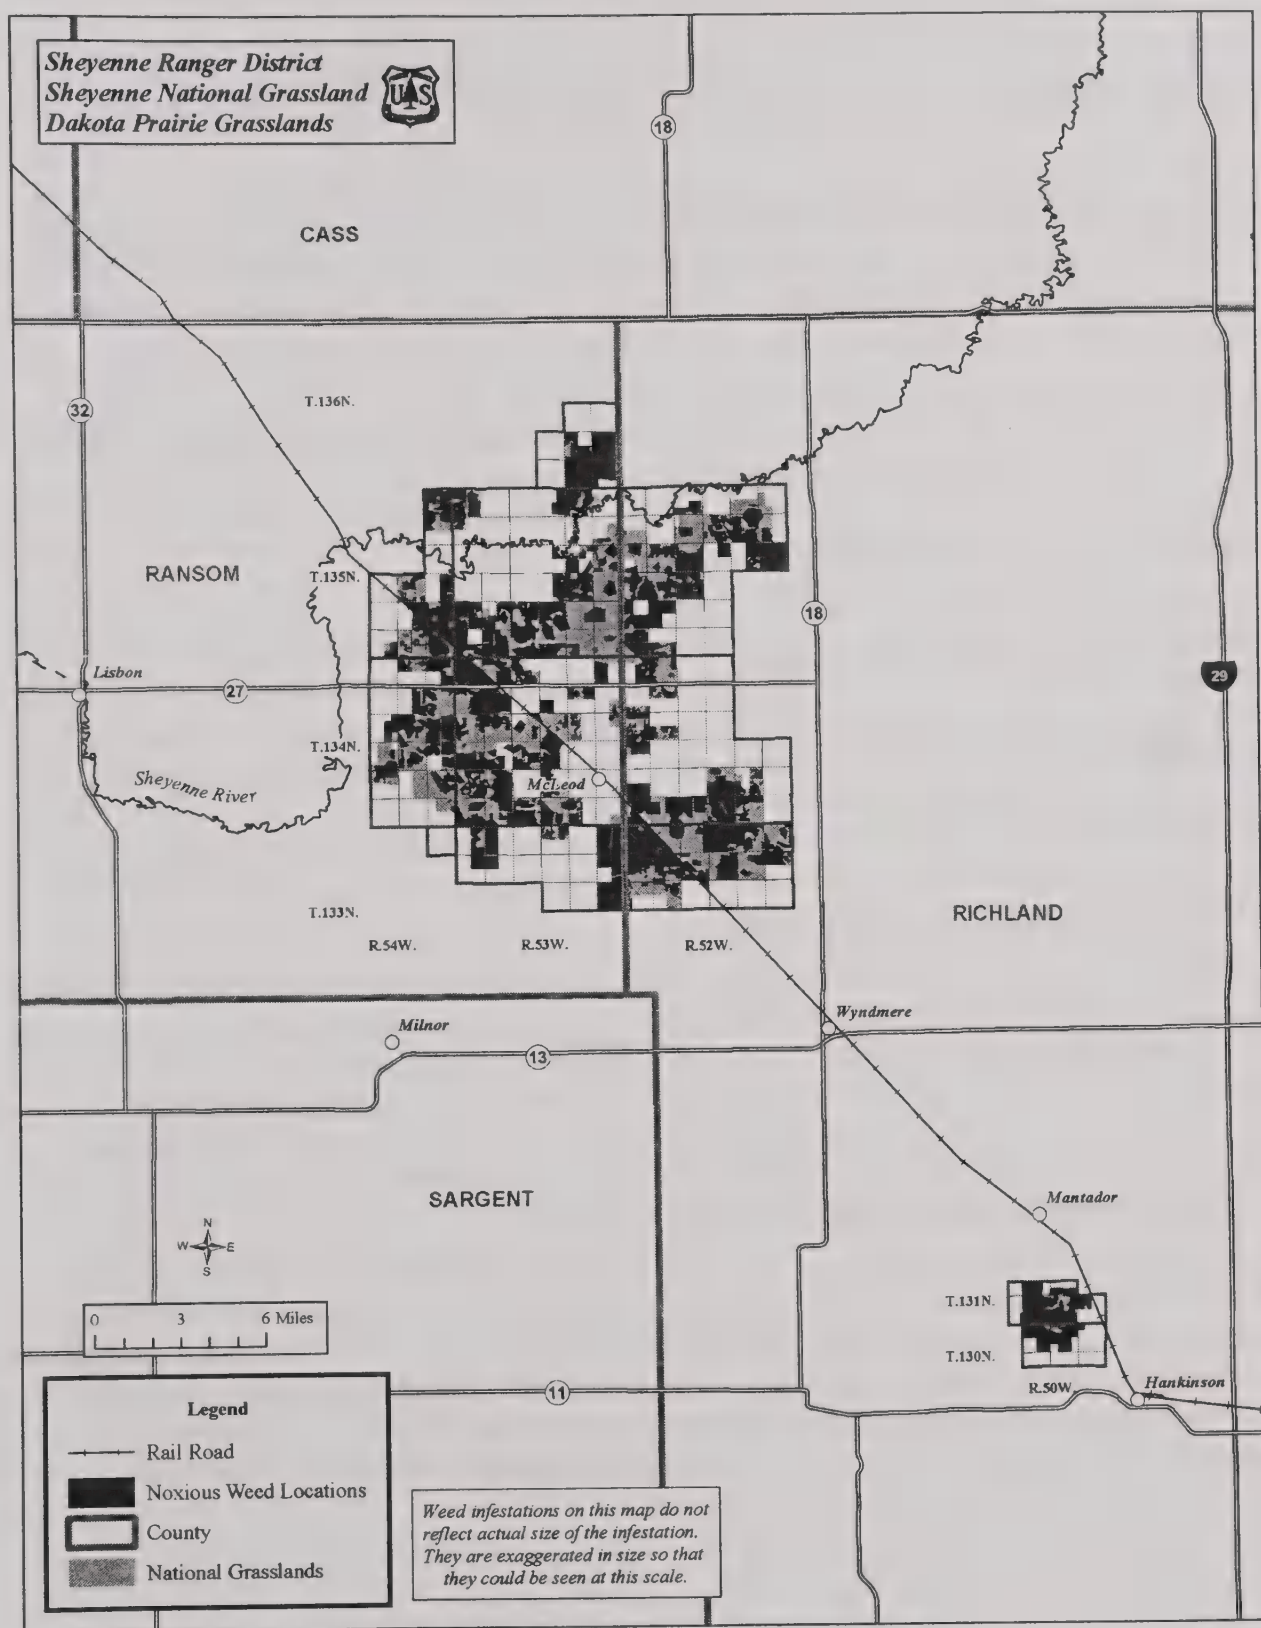 Sheyenne Ranger District
Sheyenne National Grassland
Dakota Prairie Grasslands
U S
18
CASS
32
T.136N.
RANSOM
T.135N.
18
Lisbon
27
29
T.134N.
Sheyenne River
McLeod
T.133N.
RICHLAND
R.54W.
R.53W.
R.52W.
Milnor
Wyndmere
13
SARGENT
Mantador
N
W E
S
T.131N.
0 3 6 Miles
T.130N.
R.50W.
Hankinson
11
Legend
Rail Road
Noxious Weed Locations
County
National Grasslands
Weed infestations on this map do not
reflect actual size of the infestation.
They are exaggerated in size so that
they could be seen at this scale.